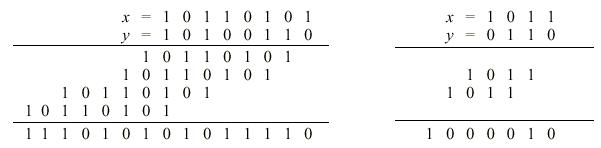 x = 1 0 1 1 0 1 0 1
y = 1 0 1 0 0 1 1 0
1 0 1 1 0 1 0 1
1 0 1 1 0 1 0 1
1 0 1 1 0 1 0 1
1 0 1 1 0 1 0 1
1 1 1 0 1 0 1 0 1 0 1 1 1 1 0
x = 1 0 1 1
y = 0 1 1 0
1 0 1 1
1 0 1 1
1 0 0 0 0 1 0